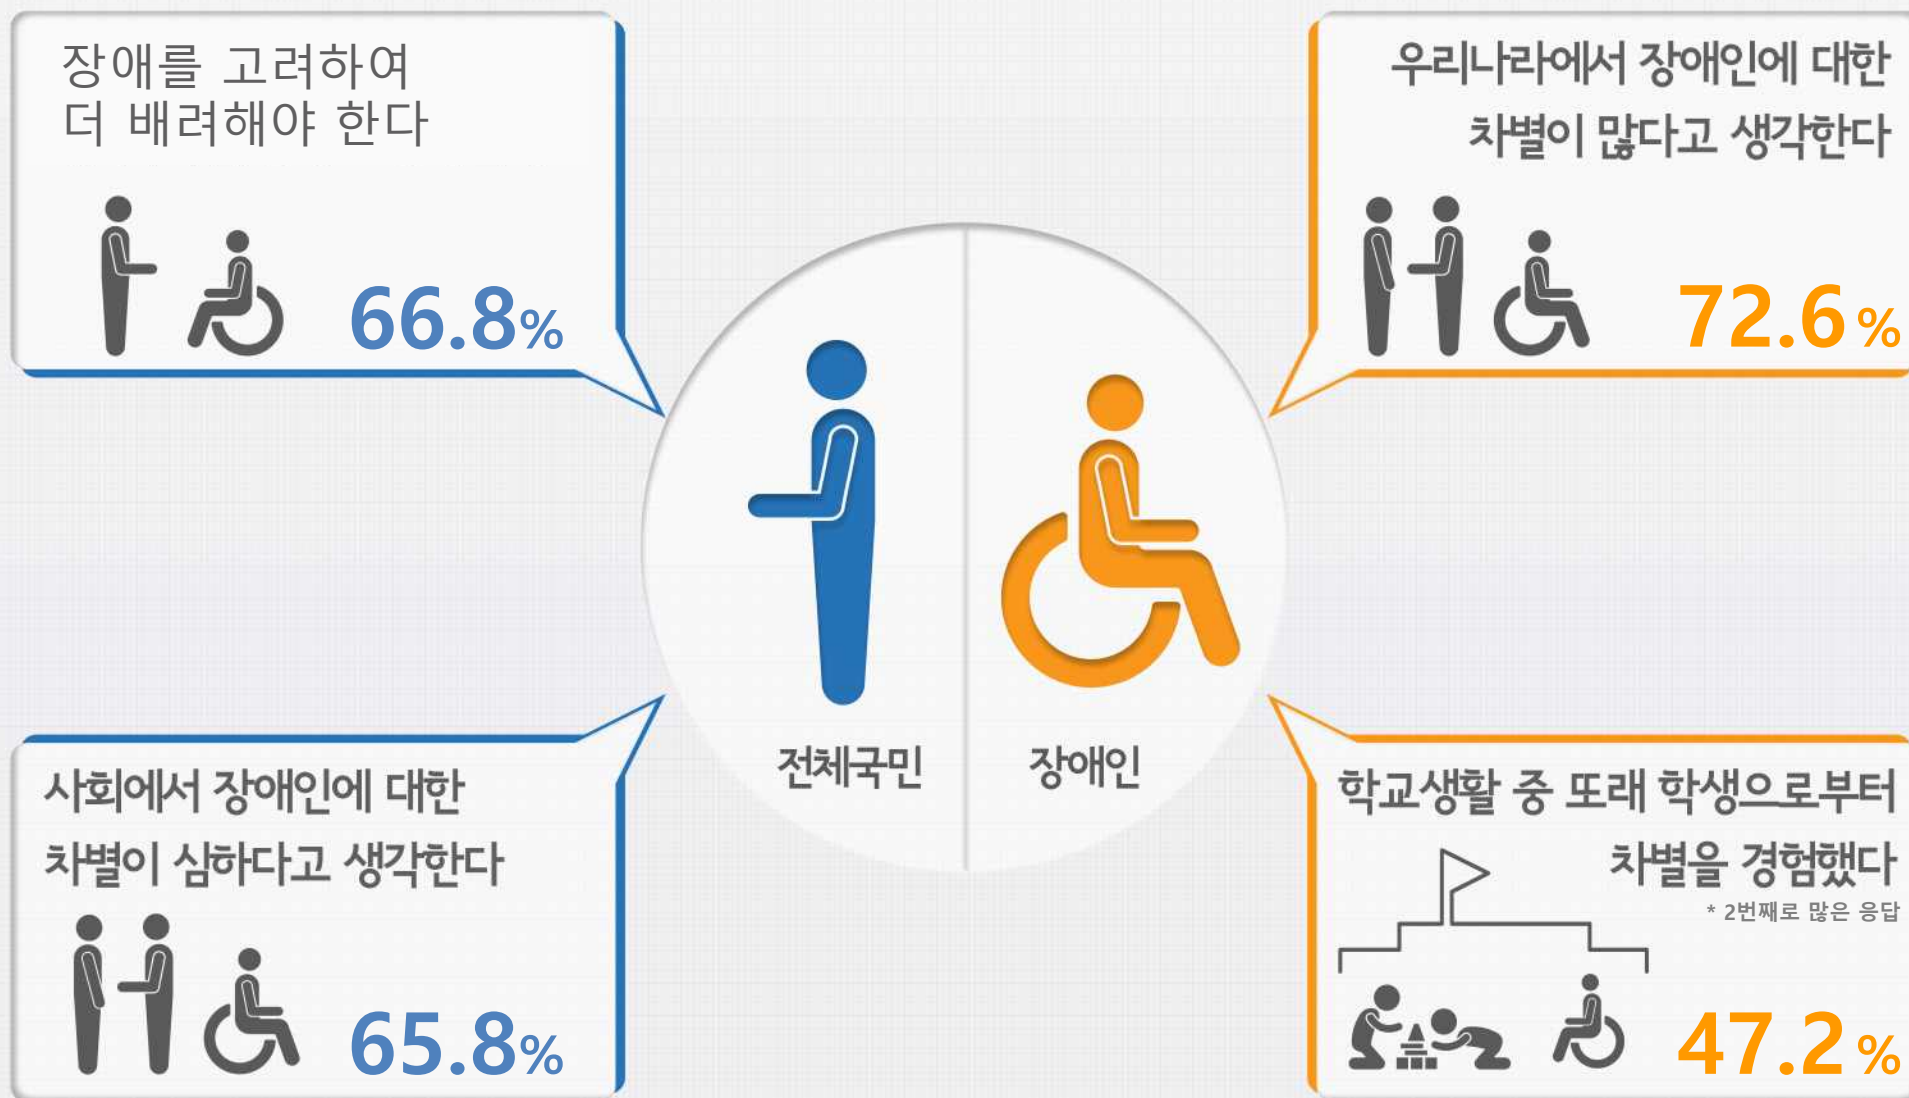 장애를 고려하여
더 배려해야 한다
66.8%
우리나라에서 장애인에 대한
차별이 많다고 생각한다
72.6%
전체국민
장애인
사회에서 장애인에 대한
차별이 심하다고 생각한다
65.8%
학교생활 중 또래 학생으로부터
차별을 경험했다
* 2번째로 많은 응답
47.2%